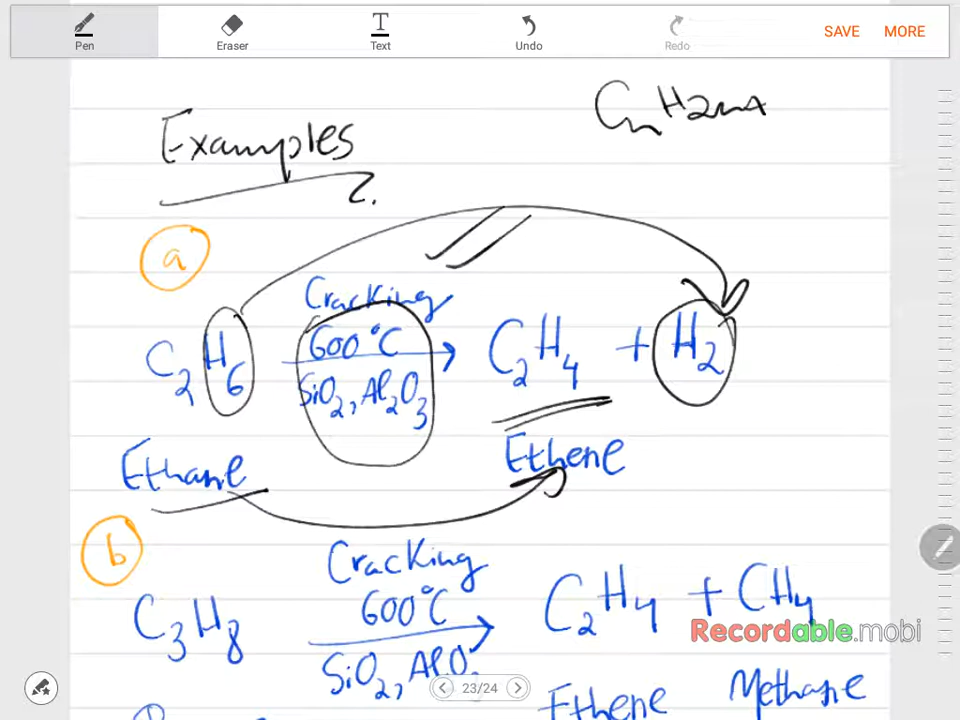 Pen Eraser Text Undo Redo SAVE MORE
CnH2n+
Examples
a
Cracking
C2H6 600°C C2H4 + H2
SiO2, Al2O3
Ethane Ethene
b
Cracking
C3H8 600°C C2H4 + CH4
Recordable.mobi
SiO2, Al O
23/24
Ethene Methane